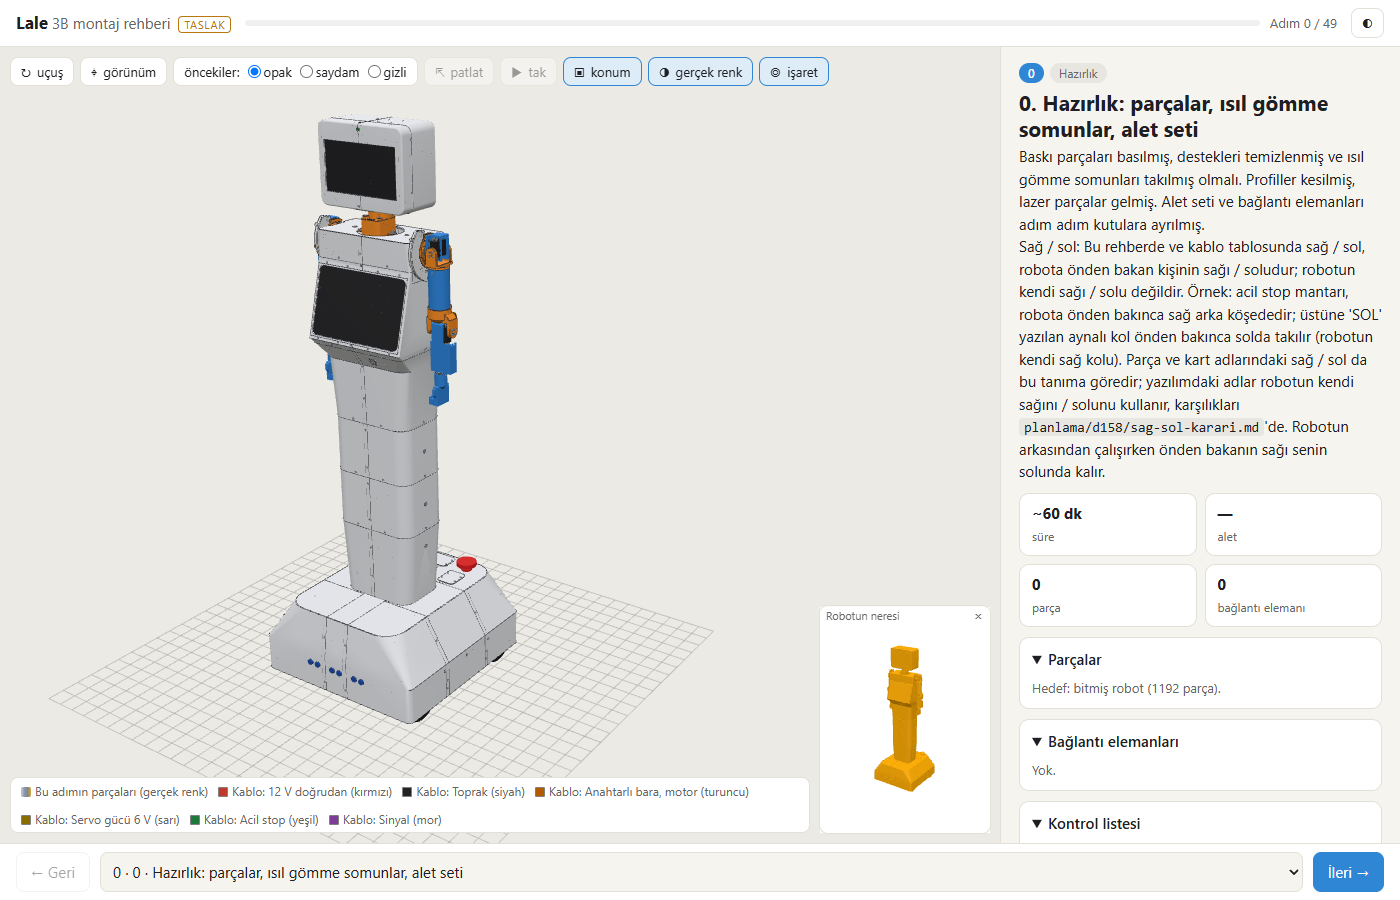 Lale 3B montaj rehberi TASLAK
Adım 0 / 49
uçuş
görünüm
öncekiler: opak saydam gizli
patlat
tak
konum
gerçek renk
işaret
0 Hazırlık
0. Hazırlık: parçalar, ısıl gömme
somunlar, alet seti
Baskı parçaları basılmış, destekleri temizlenmiş ve ısıl
gömme somunları takılmış olmalı. Profiller kesilmiş,
lazer parçalar gelmiş. Alet seti ve bağlantı elemanları
adım adım kutulara ayrılmış.
Sağ / sol: Bu rehberde ve kablo tablosunda sağ / sol,
robota önden bakan kişinin sağı / soludur; robotun
kendi sağı / solu değildir. Örnek: acil stop mantarı,
robota önden bakınca sağ arka köşededir; üstüne 'SOL'
yazılan aynalı kol önden bakınca solda takılır (robotun
kendi sağ kolu). Parça ve kart adlarındaki sağ / sol da
bu tanıma göredir; yazılımdaki adlar robotun kendi
sağını / solunu kullanır, karşılıkları
planlama/d158/sag-sol-karari.md 'de. Robotun
arkasından çalışırken önden bakanın sağı senin
solunda kalır.
~60 dk
süre
—
alet
0
parça
0
bağlantı elemanı
▼ Parçalar
Hedef: bitmiş robot (1192 parça).
▼ Bağlantı elemanları
Yok.
▼ Kontrol listesi
Robotun neresi ×
Bu adımın parçaları (gerçek renk) Kablo: 12 V doğrudan (kırmızı) Kablo: Toprak (siyah) Kablo: Anahtarlı bara, motor (turuncu)
Kablo: Servo gücü 6 V (sarı) Kablo: Acil stop (yeşil) Kablo: Sinyal (mor)
← Geri
0 · 0 · Hazırlık: parçalar, ısıl gömme somunlar, alet seti
İleri →